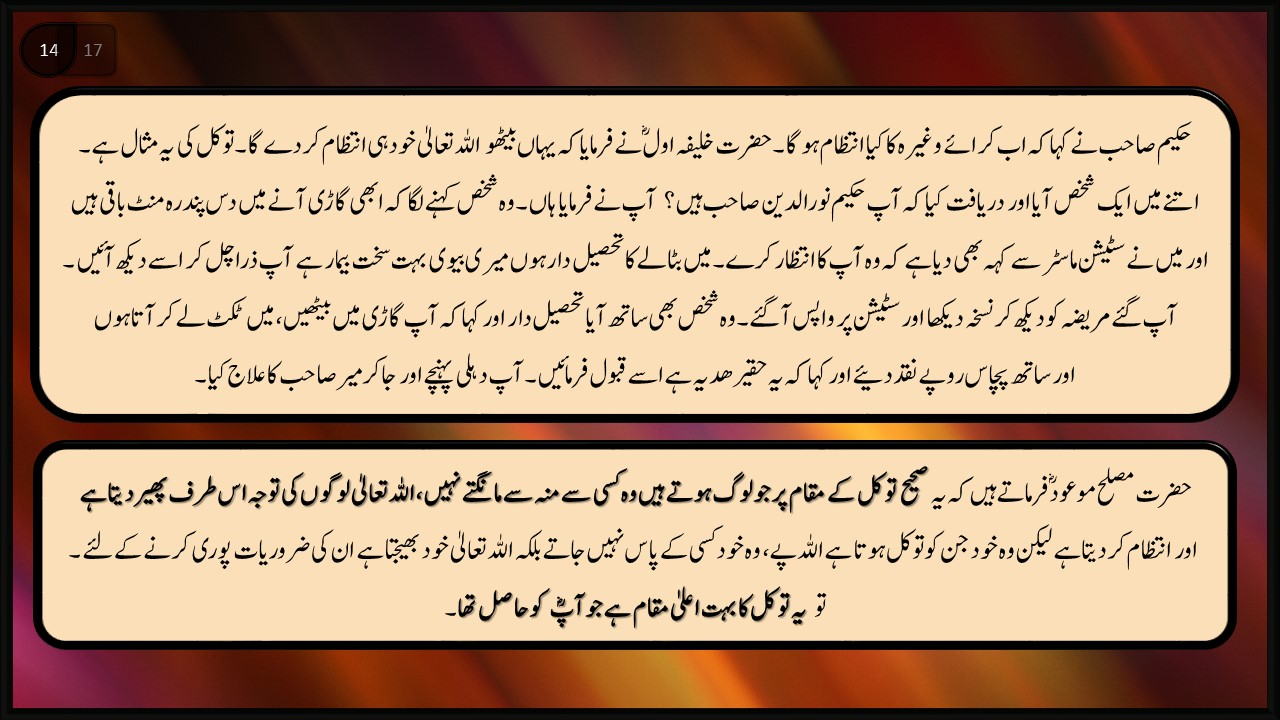 14 17
حکیم صاحب نے کہا کہ اب کرائے وغیرہ کا کیا انتظام ہو گا۔ حضرت خلیفہ اولؓ نے فرمایا کہ یہاں بیٹھو اللہ تعالیٰ خود ہی انتظام کر دے گا۔ توکل کی یہ مثال ہے۔
اتنے میں ایک شخص آیا اور دریافت کیا کہ آپ حکیم نورالدین صاحب ہیں؟ آپ نے فرمایا ہاں۔ وہ شخص کہنے لگا کہ ابھی گاڑی آنے میں دس پندرہ منٹ باقی ہیں
اور میں نے سٹیشن ماسٹر سے کہہ بھی دیا ہے کہ وہ آپ کا انتظار کرے۔ میں بٹالے کا تحصیل دار ہوں میری بیوی بہت سخت بیمار ہے آپ ذرا چل کر اسے دیکھ آئیں۔
آپ گئے مریضہ کو دیکھ کر نسخہ دیکھا اور سٹیشن پر واپس آ گئے۔ وہ شخص بھی ساتھ آیا تحصیل دار اور کہا کہ آپ گاڑی میں بیٹھیں، میں ٹکٹ لے کر آتا ہوں
اور ساتھ پچاس روپے نقد دیئے اور کہا کہ یہ حقیر ھدیہ ہے اسے قبول فرمائیں۔ آپ دہلی پہنچے اور جا کر میر صاحب کا علاج کیا۔
حضرت مصلح موعودؓ فرماتے ہیں کہ یہ صحیح توکل کے مقام پر جو لوگ ہوتے ہیں وہ کسی سے منہ سے مانگتے نہیں، اللہ تعالیٰ لوگوں کی توجہ اس طرف پھیر دیتا ہے
اور انتظام کر دیتا ہے لیکن وہ خود جن کو توکل ہوتا ہے اللہ پے، وہ خود کسی کے پاس نہیں جاتے بلکہ اللہ تعالیٰ خود بھیجتا ہے ان کی ضروریات پوری کرنے کے لئے۔
تو یہ توکل کا بہت اعلیٰ مقام ہے جو آپؓ کو حاصل تھا۔